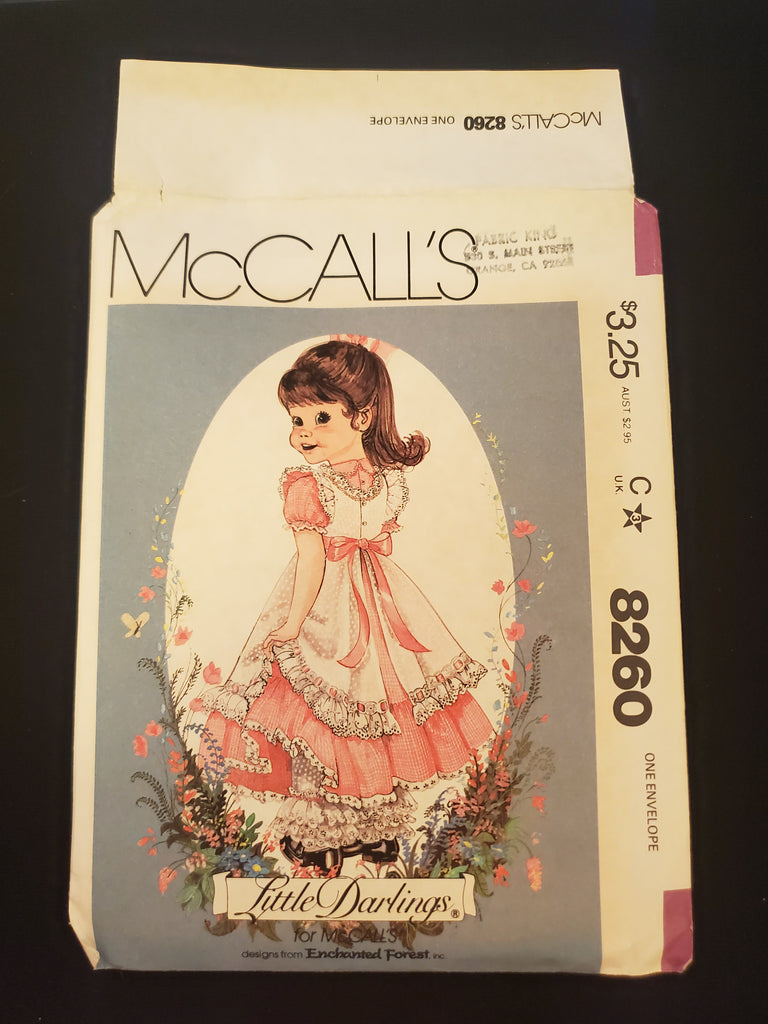 McCALL'S 8260 ONE ENVELOPE
McCALL'S®
FABRIC KING
S. MAIN STREET
ORANGE, CA
$3.25
AUST $2.95
C
U.K.
3
8260
ONE ENVELOPE
Little Darlings®
for McCALL'S
designs from Enchanted Forest, inc.